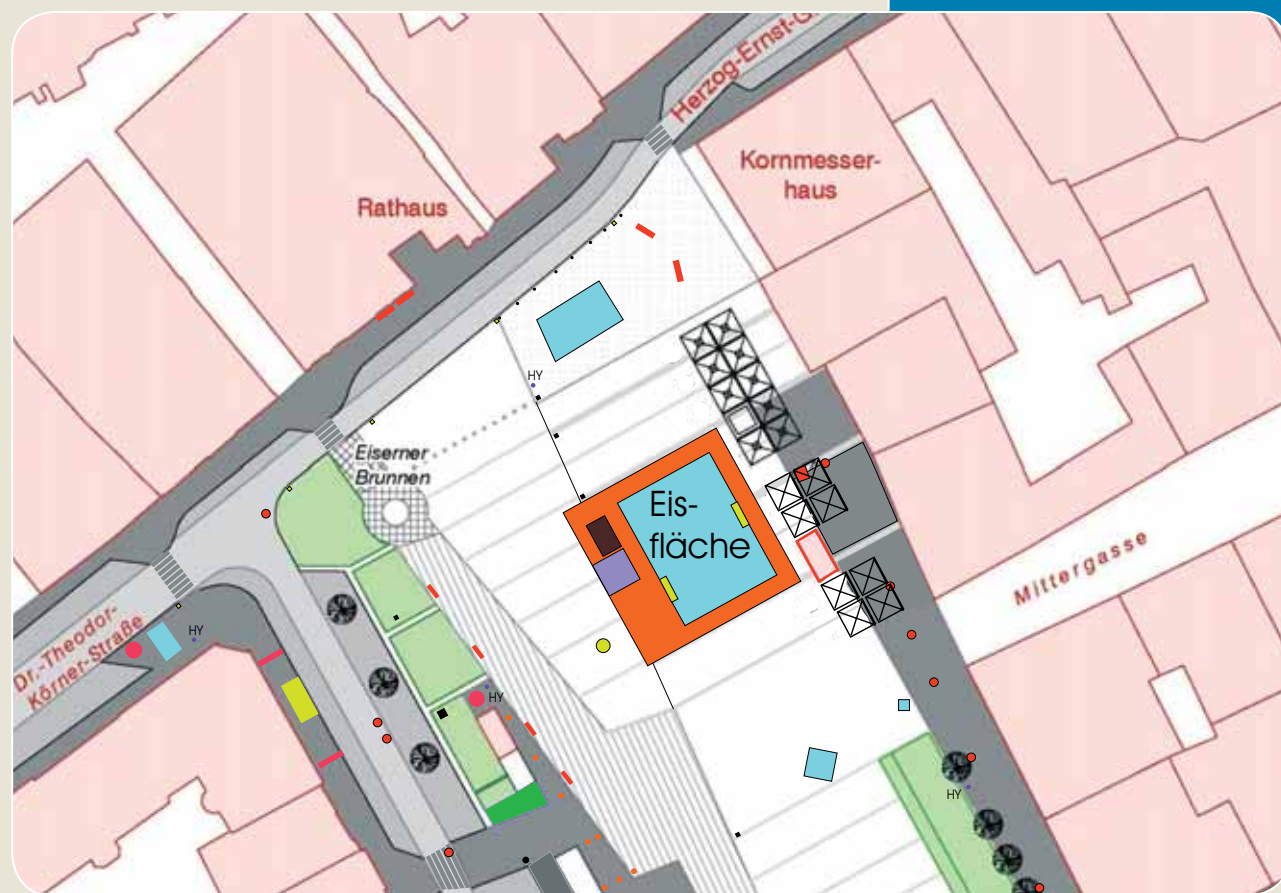 Herzog-Ernst-G
Kornmesser-
haus
Rathaus
HY
Eiserner
Brunnen
Eis-
fläche
Mittergasse
Dr.-Theodor-
Körner-Straße
HY
HY
HY